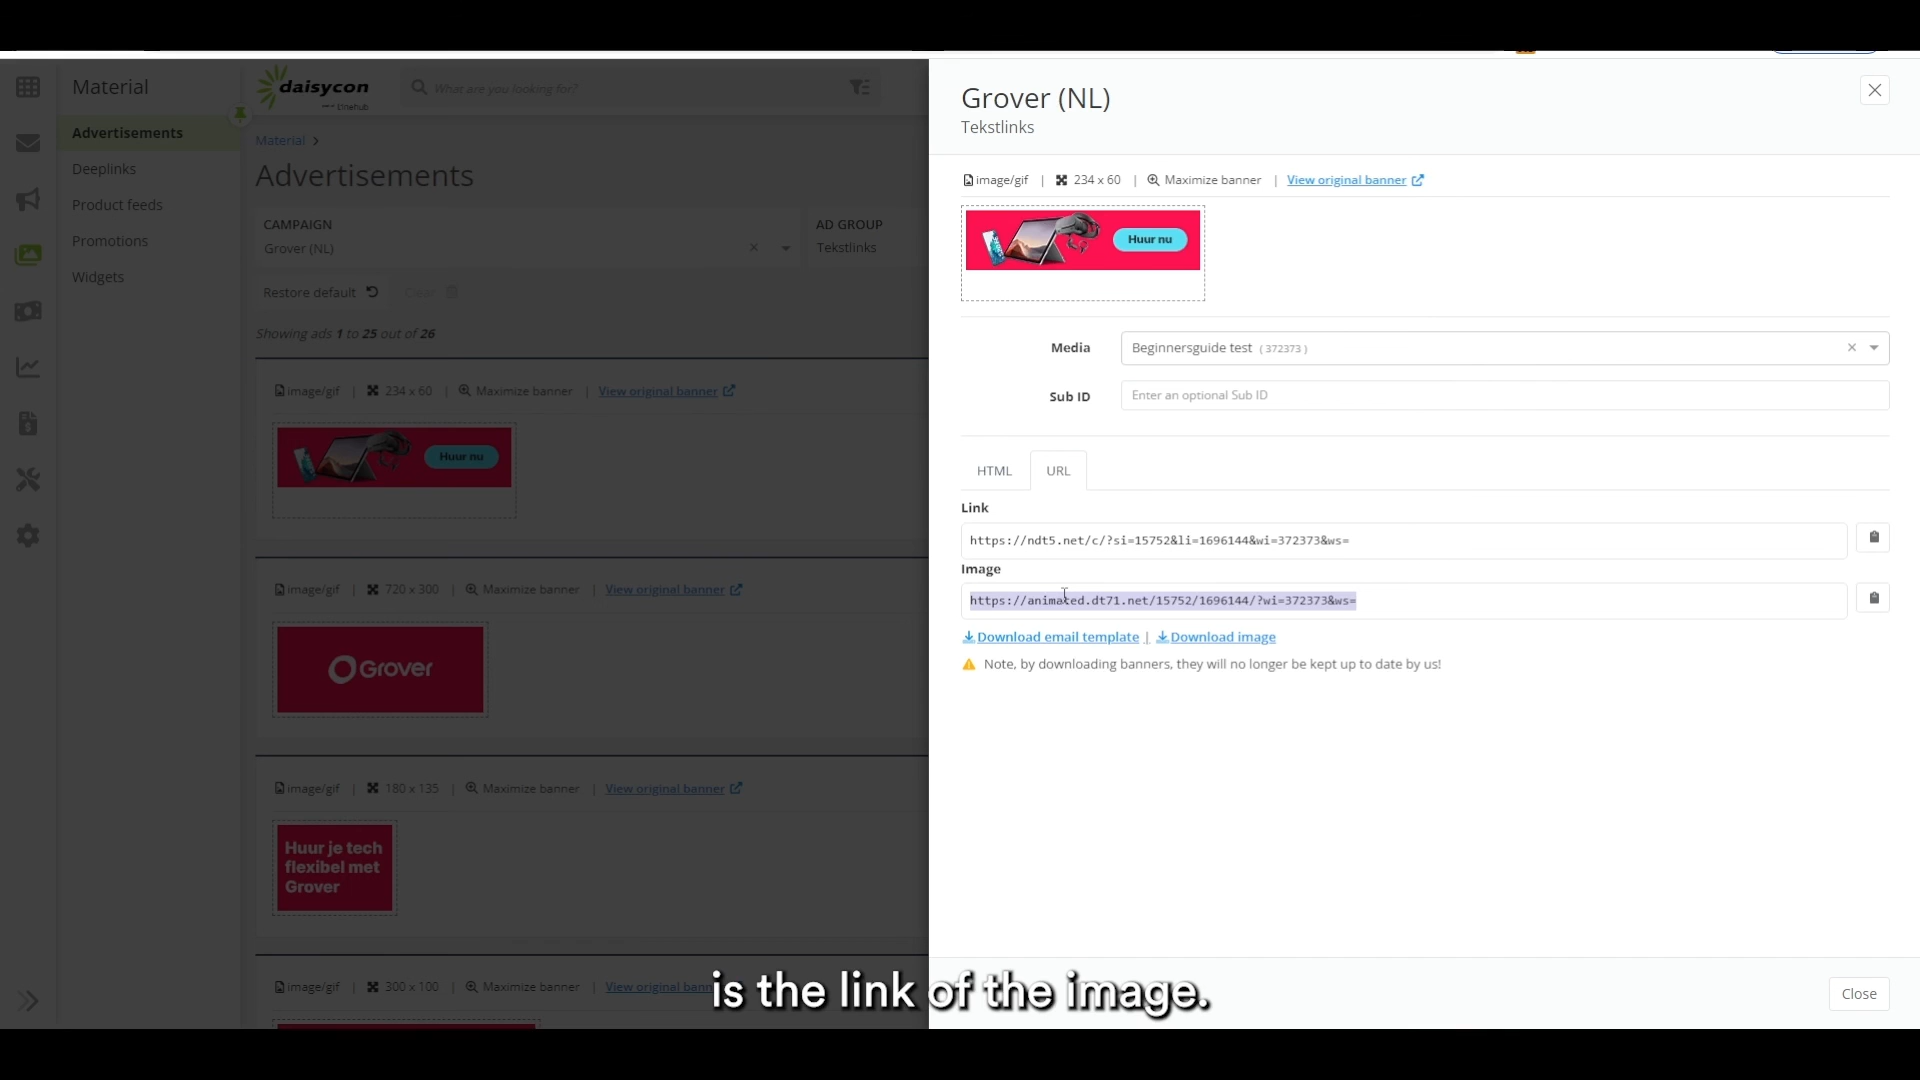 Material
Advertisements
Deeplinks
Product feeds
Promotions
Widgets
daisycon
linehub
What are you looking for?
Material
Advertisements
CAMPAIGN
Grover (NL)
AD GROUP
Tekstlinks
Restore default
Clear
Showing ads 1 to 25 out of 26
image/gif | 234 x 60 | Maximize banner | View original banner
Huur nu
image/gif | 720 x 300 | Maximize banner | View original banner
Grover
image/gif | 180 x 135 | Maximize banner | View original banner
Huur je tech
flexibel met
Grover
image/gif | 300 x 100 | Maximize banner | View original
Grover (NL)
Tekstlinks
image/gif | 234 x 60 | Maximize banner | View original banner
Huur nu
Media
Beginnersguide test ( 372373 )
Sub ID
Enter an optional Sub ID
HTML
URL
Link
https://ndt5.net/c/?si=15752&li=1696144&wi=372373&ws=
Image
https://animated.dt71.net/15752/1696144/?wi=372373&ws=
Download email template | Download image
Note, by downloading banners, they will no longer be kept up to date by us!
Close
is the link of the image.